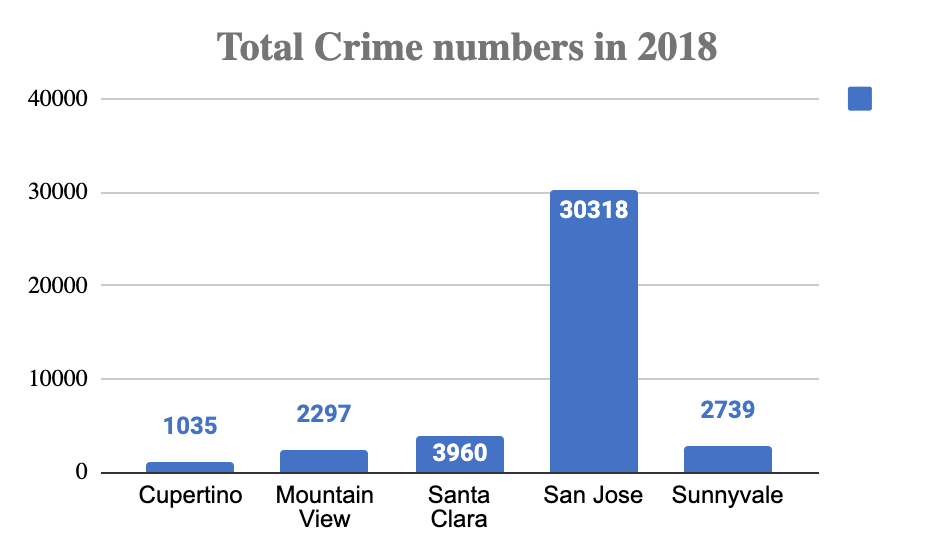 Total Crime numbers in 2018
40000
30000
20000
10000
0
1035
2297
3960
30318
2739
Cupertino
Mountain
View
Santa
Clara
San Jose
Sunnyvale